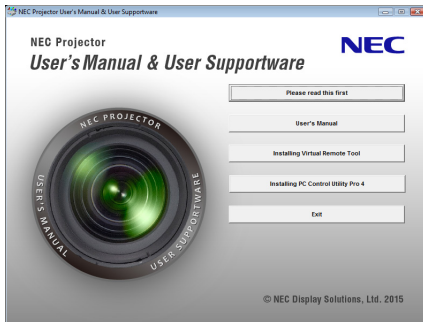 NEC Projector User's Manual & User Supportware
NEC Projector
NEC
User's Manual & User Supportware
Please read this first
User's Manual
Installing Virtual Remote Tool
Installing PC Control Utility Pro 4
Exit
NEC PROJECTOR
USER'S MANUAL
USER SUPPORTWARE
© NEC Display Solutions, Ltd. 2015